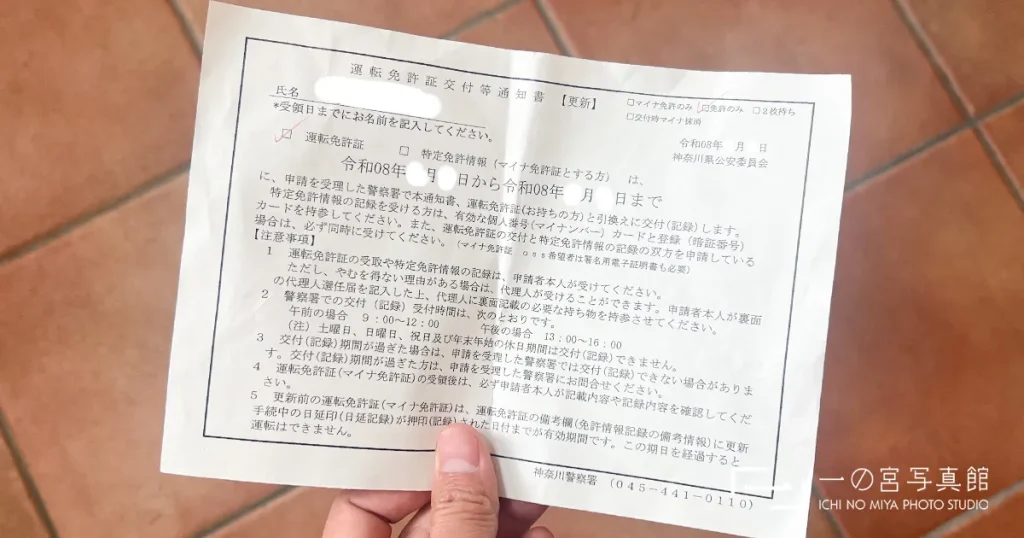 運転免許証交付等通知書 【更新】
□マイナ免許のみ ☑免許のみ □2枚持ち
□交付時マイナ抹消
氏名
*受領日までにお名前を記入してください。
令和08年 月 日
神奈川県公安委員会
☑ 運転免許証 □ 特定免許情報(マイナ免許証とする方) は、
令和08年 月 日から令和08年 月 日まで
に、申請を受理した警察署で本通知書、運転免許証(お持ちの方)と引換えに交付(記録)します。
特定免許情報の記録を受ける方は、有効な個人番号(マイナンバー)カードと登録(暗証番号)
カードを持参してください。また、運転免許証の交付と特定免許情報の記録の双方を申請している
場合は、必ず同時に受けてください。(マイナ免許証 oss希望者は署名用電子証明書も必要)
【注意事項】
1 運転免許証の受取や特定免許情報の記録は、申請者本人が受けてください。
ただし、やむを得ない理由がある場合は、代理人が受けることができます。申請者本人が裏面
の代理人選任届を記入した上、代理人に裏面記載の必要な持ち物を持参させてください。
2 警察署での交付(記録)受付時間は、次のとおりです。
午前の場合 9:00~12:00 午後の場合 13:00~16:00
(注)土曜日、日曜日、祝日及び年末年始の休日期間は交付(記録)できません。
3 交付(記録)期間が過ぎた場合は、申請を受理した警察署では交付(記録)できない場合がありま
す。交付(記録)期間が過ぎた方は、申請を受理した警察署にお問合せください。
4 運転免許証(マイナ免許証)の受領後は、必ず申請者本人が記載内容や記録内容を確認してくだ
さい。
5 更新前の運転免許証(マイナ免許証)は、運転免許証の備考欄(免許情報記録の備考情報)に更新
手続中の日延印(日延記録)が押印(記録)された日付までが有効期間です。この期日を経過すると
運転はできません。
神奈川警察署 (045-441-0110)
一の宮写真館
ICHI NO MIYA PHOTO STUDIO